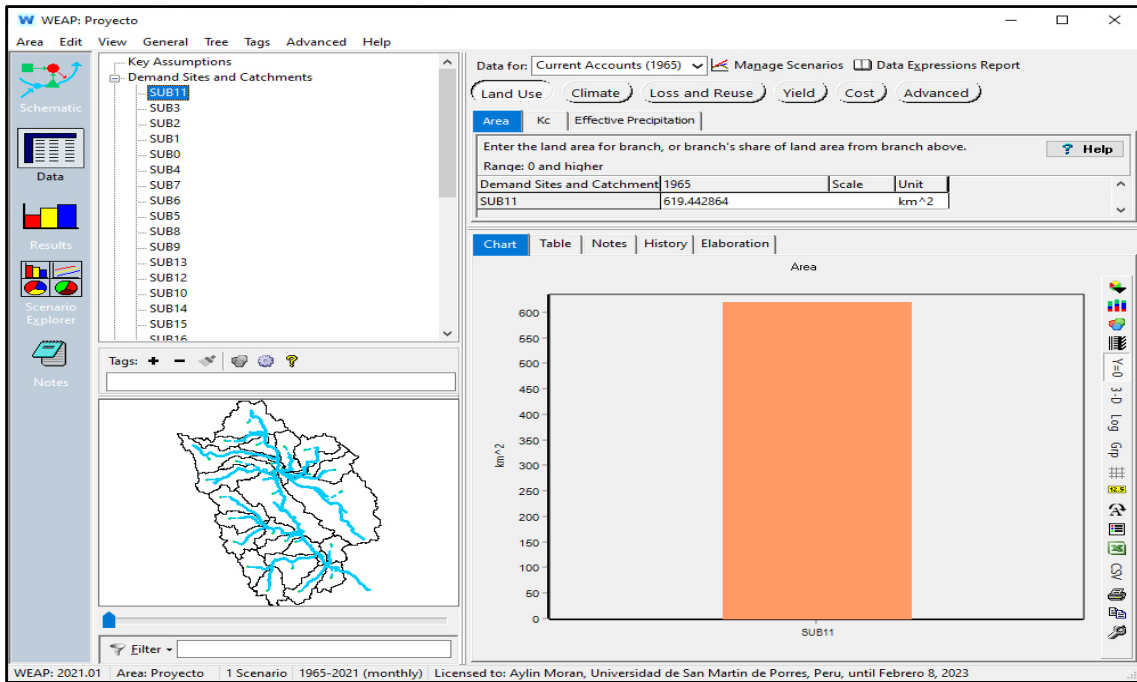 WEAP: Proyecto
Area Edit View General Tree Tags Advanced Help
Schematic
Data
Results
Scenario
Explorer
Notes
Key Assumptions
Demand Sites and Catchments
SUB11
SUB3
SUB2
SUB1
SUB0
SUB4
SUB7
SUB6
SUB5
SUB8
SUB9
SUB13
SUB12
SUB10
SUB14
SUB15
SUB16
Tags:
Filter
Data for: Current Accounts (1965) Manage Scenarios Data Expressions Report
Land Use Climate Loss and Reuse Yield Cost Advanced
Area Kc Effective Precipitation
Enter the land area for branch, or branch's share of land area from branch above.
? Help
Range: 0 and higher
Demand Sites and Catchment 1965 Scale Unit
SUB11 619.442864 km^2
Chart Table Notes History Elaboration
Area
km^2
600
550
500
450
400
350
300
250
200
150
100
50
0
SUB11
Y=0
3-D
Log
Grp
12.5
CSV
WEAP: 2021.01 Area: Proyecto 1 Scenario 1965-2021 (monthly) Licensed to: Aylin Moran, Universidad de San Martin de Porres, Peru, until Febrero 8, 2023